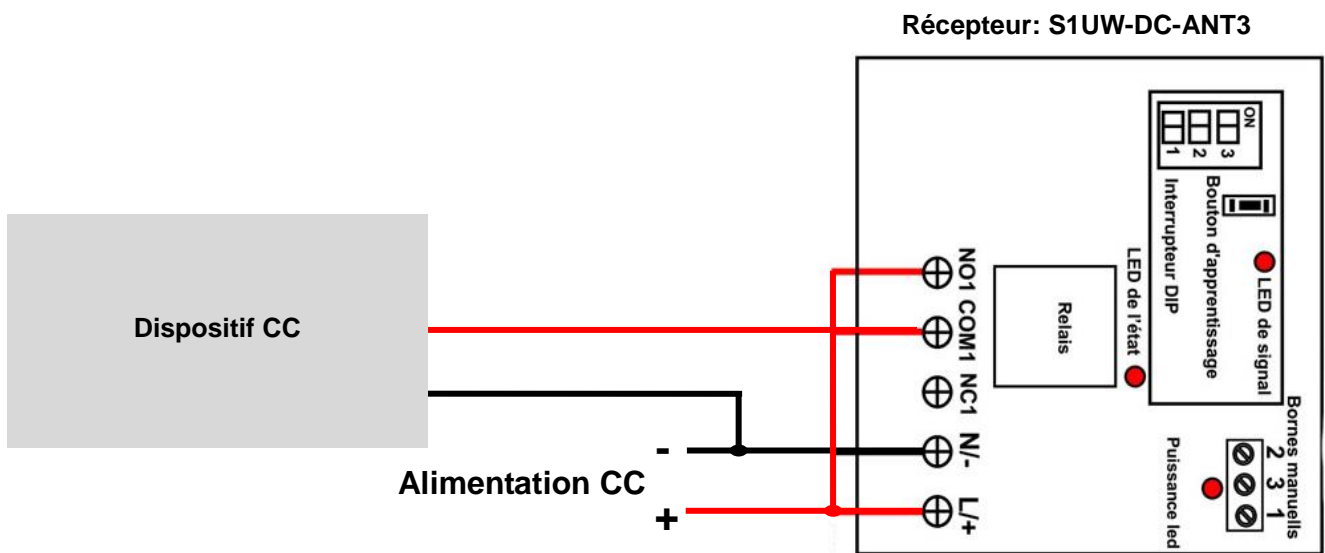 Récepteur: S1UW-DC-ANT3
ON
1 2 3
Interrupteur DIP
Bouton d'apprentissage
LED de signal
LED de l'état
Relais
NO1
COM1
NC1
N/-
L/+
Dispositif CC
-
Alimentation CC
+
Bornes manuells
2 3 1
Puissance led